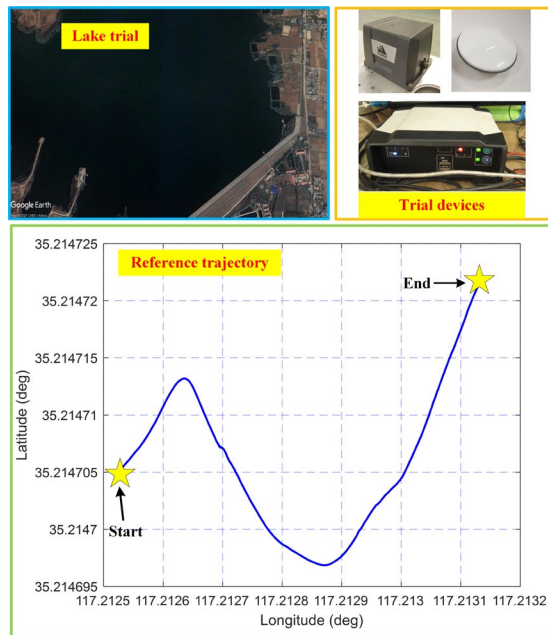 Lake trial
Google Earth
Trial devices
Reference trajectory
35.214725
35.21472
35.214715
35.21471
35.214705
35.2147
35.214695
Latitude (deg)
End
Start
117.2125 117.2126 117.2127 117.2128 117.2129 117.213 117.2131 117.2132
Longitude (deg)